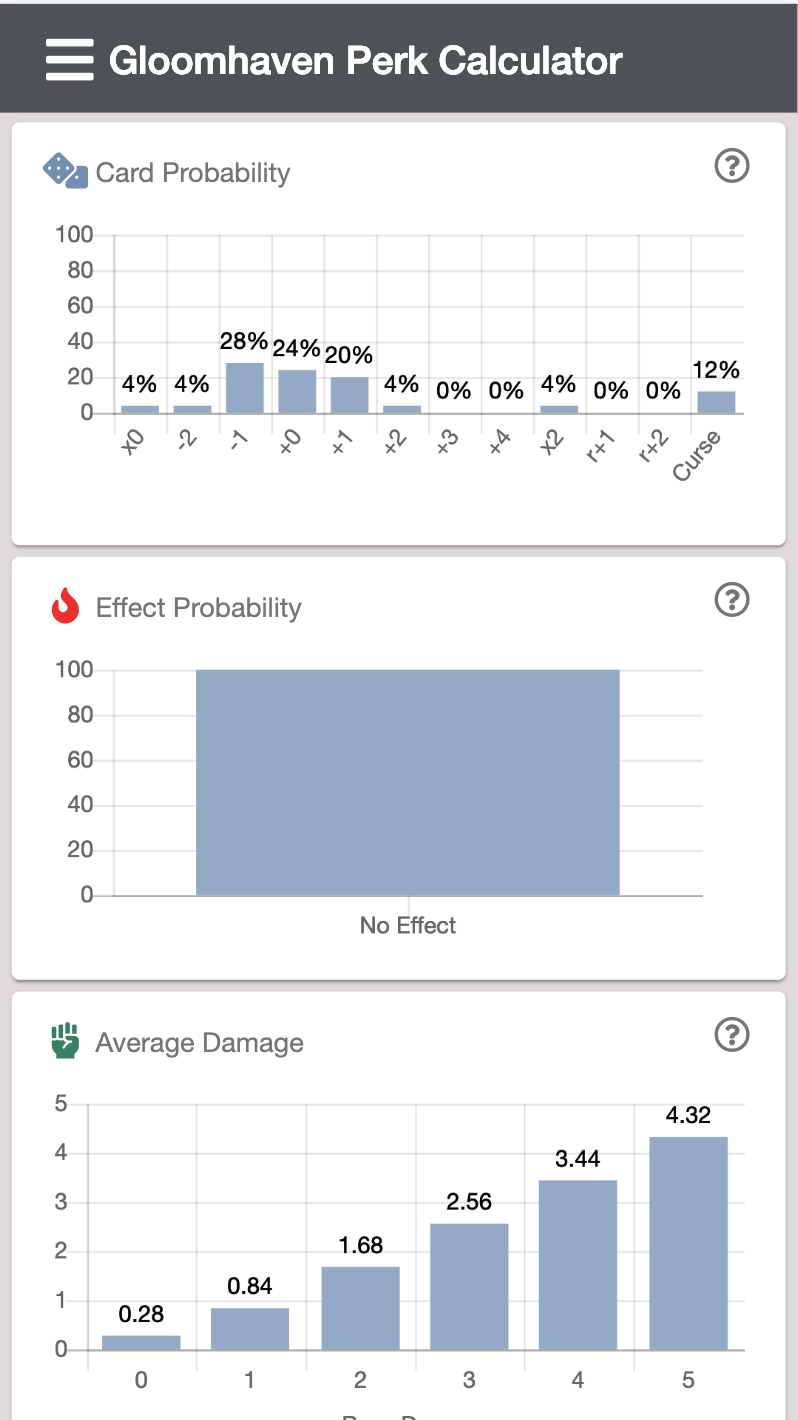 Gloomhaven Perk Calculator
Card Probability
100
80
60
40
20
0
4% 4% 28% 24% 20% 4% 0% 0% 4% 0% 0% 12%
x0 -2 -1 +0 +1 +2 +3 +4 x2 r+1 r+2 Curse
Effect Probability
100
80
60
40
20
0
No Effect
Average Damage
5
4
3
2
1
0
0.28 0.84 1.68 2.56 3.44 4.32
0 1 2 3 4 5